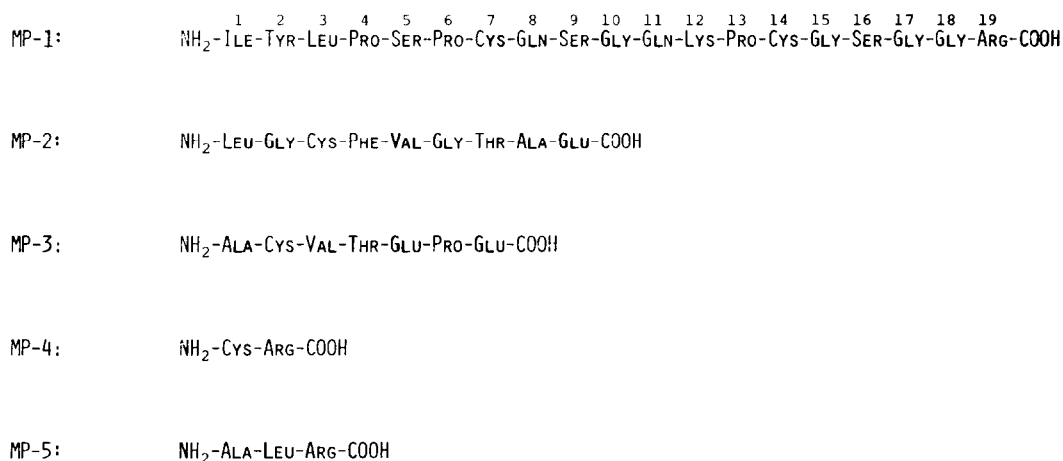 1 2 3 4 5 6 7 8 9 10 11 12 13 14 15 16 17 18 19
MP-1: NH2-ILE-TYR-LEU-PRO-SER-PRO-CYS-GLN-SER-GLY-GLN-LYS-PRO-CYS-GLY-SER-GLY-GLY-ARG-COOH
MP-2: NH2-LEU-GLY-CYS-PHE-VAL-GLY-THR-ALA-GLU-COOH
MP-3: NH2-ALA-CYS-VAL-THR-GLU-PRO-GLU-COOH
MP-4: NH2-CYS-ARG-COOH
MP-5: NH2-ALA-LEU-ARG-COOH